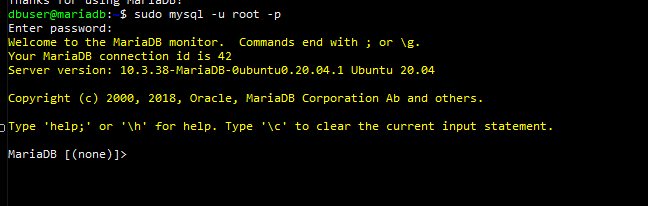 Thanks for using MariaDB!
dbuser@mariadb:~$ sudo mysql -u root -p
Enter password:
Welcome to the MariaDB monitor.  Commands end with ; or \g.
Your MariaDB connection id is 42
Server version: 10.3.38-MariaDB-0ubuntu0.20.04.1 Ubuntu 20.04

Copyright (c) 2000, 2018, Oracle, MariaDB Corporation Ab and others.

Type 'help;' or '\h' for help. Type '\c' to clear the current input statement.

MariaDB [(none)]>